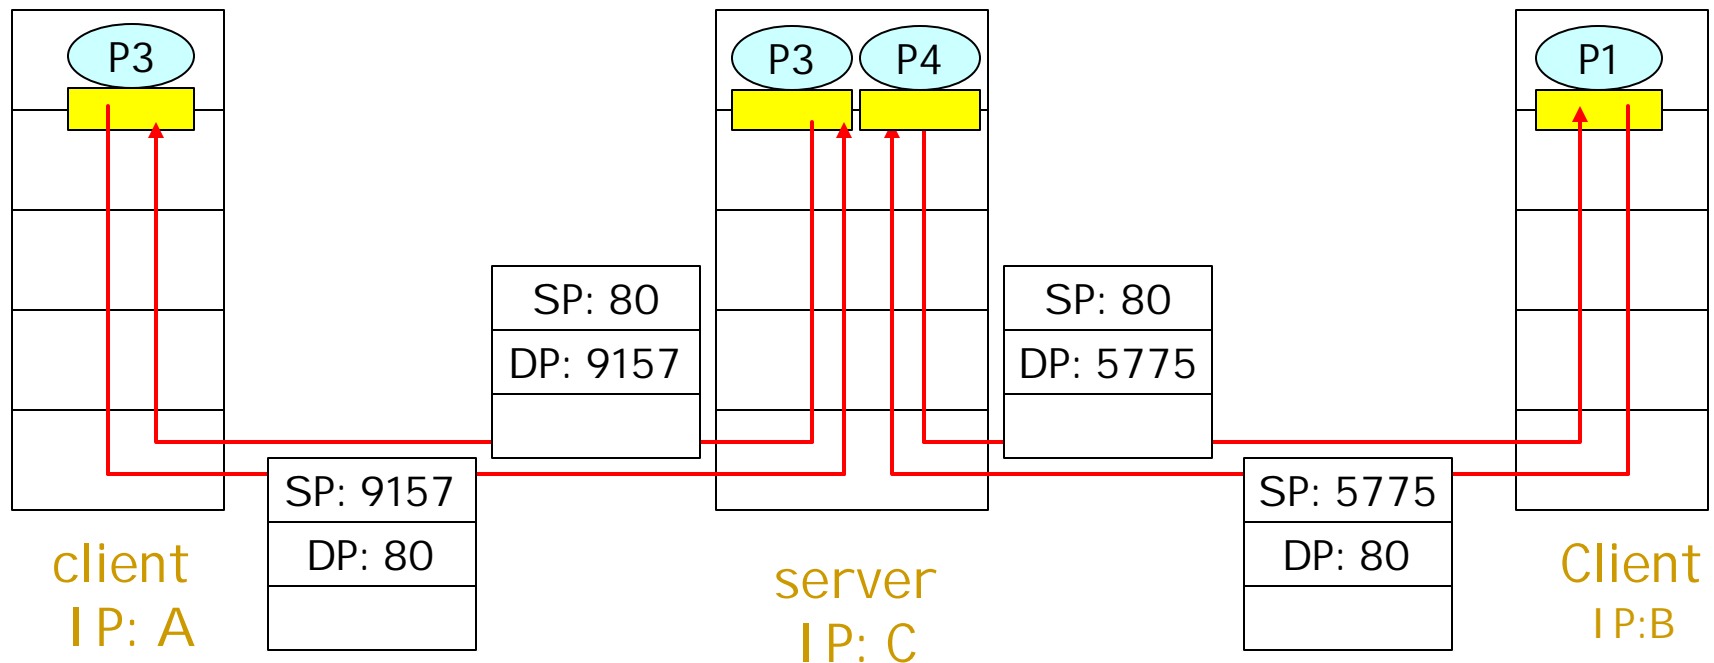 P3
P3
P4
P1
SP: 80
DP: 9157
SP: 80
DP: 5775
SP: 9157
DP: 80
SP: 5775
DP: 80
client
IP: A
server
IP: C
Client
IP:B